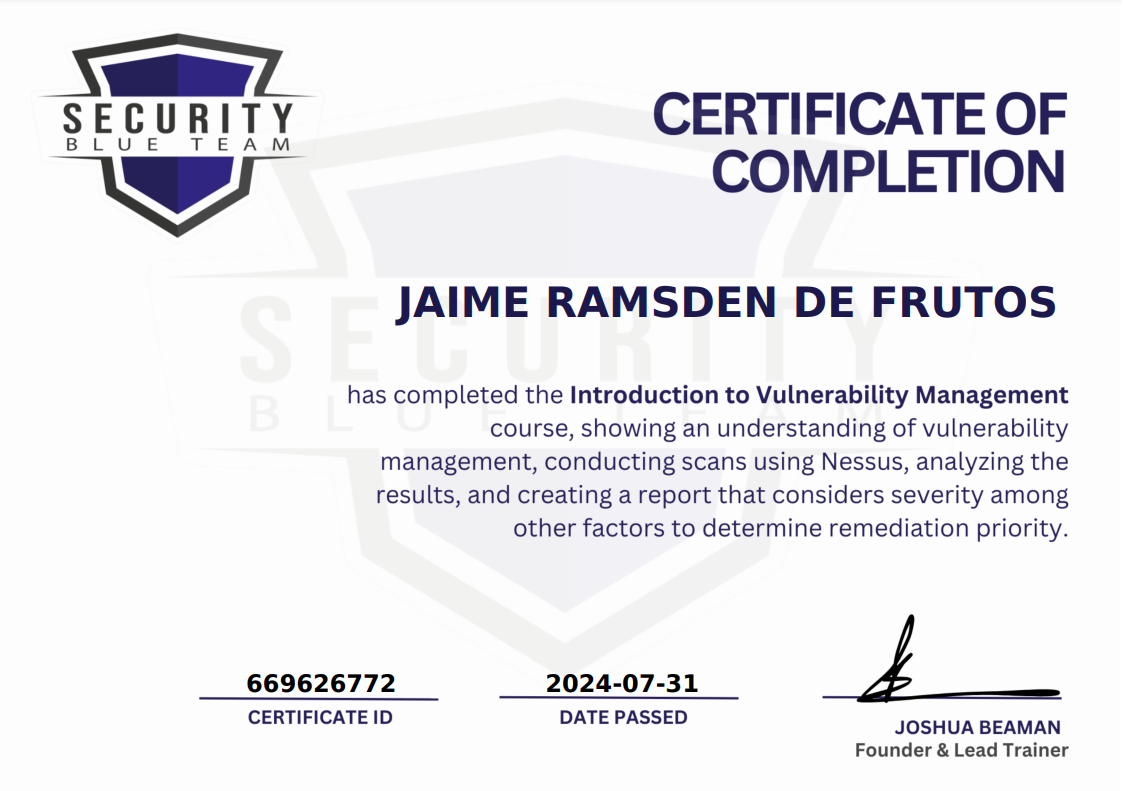 SECURITY
BLUE TEAM
CERTIFICATE OF
COMPLETION
JAIME RAMSDEN DE FRUTOS
SECURITY
BLUE TEAM
has completed the Introduction to Vulnerability Management
course, showing an understanding of vulnerability
management, conducting scans using Nessus, analyzing the
results, and creating a report that considers severity among
other factors to determine remediation priority.
669626772
CERTIFICATE ID
2024-07-31
DATE PASSED
JOSHUA BEAMAN
Founder & Lead Trainer